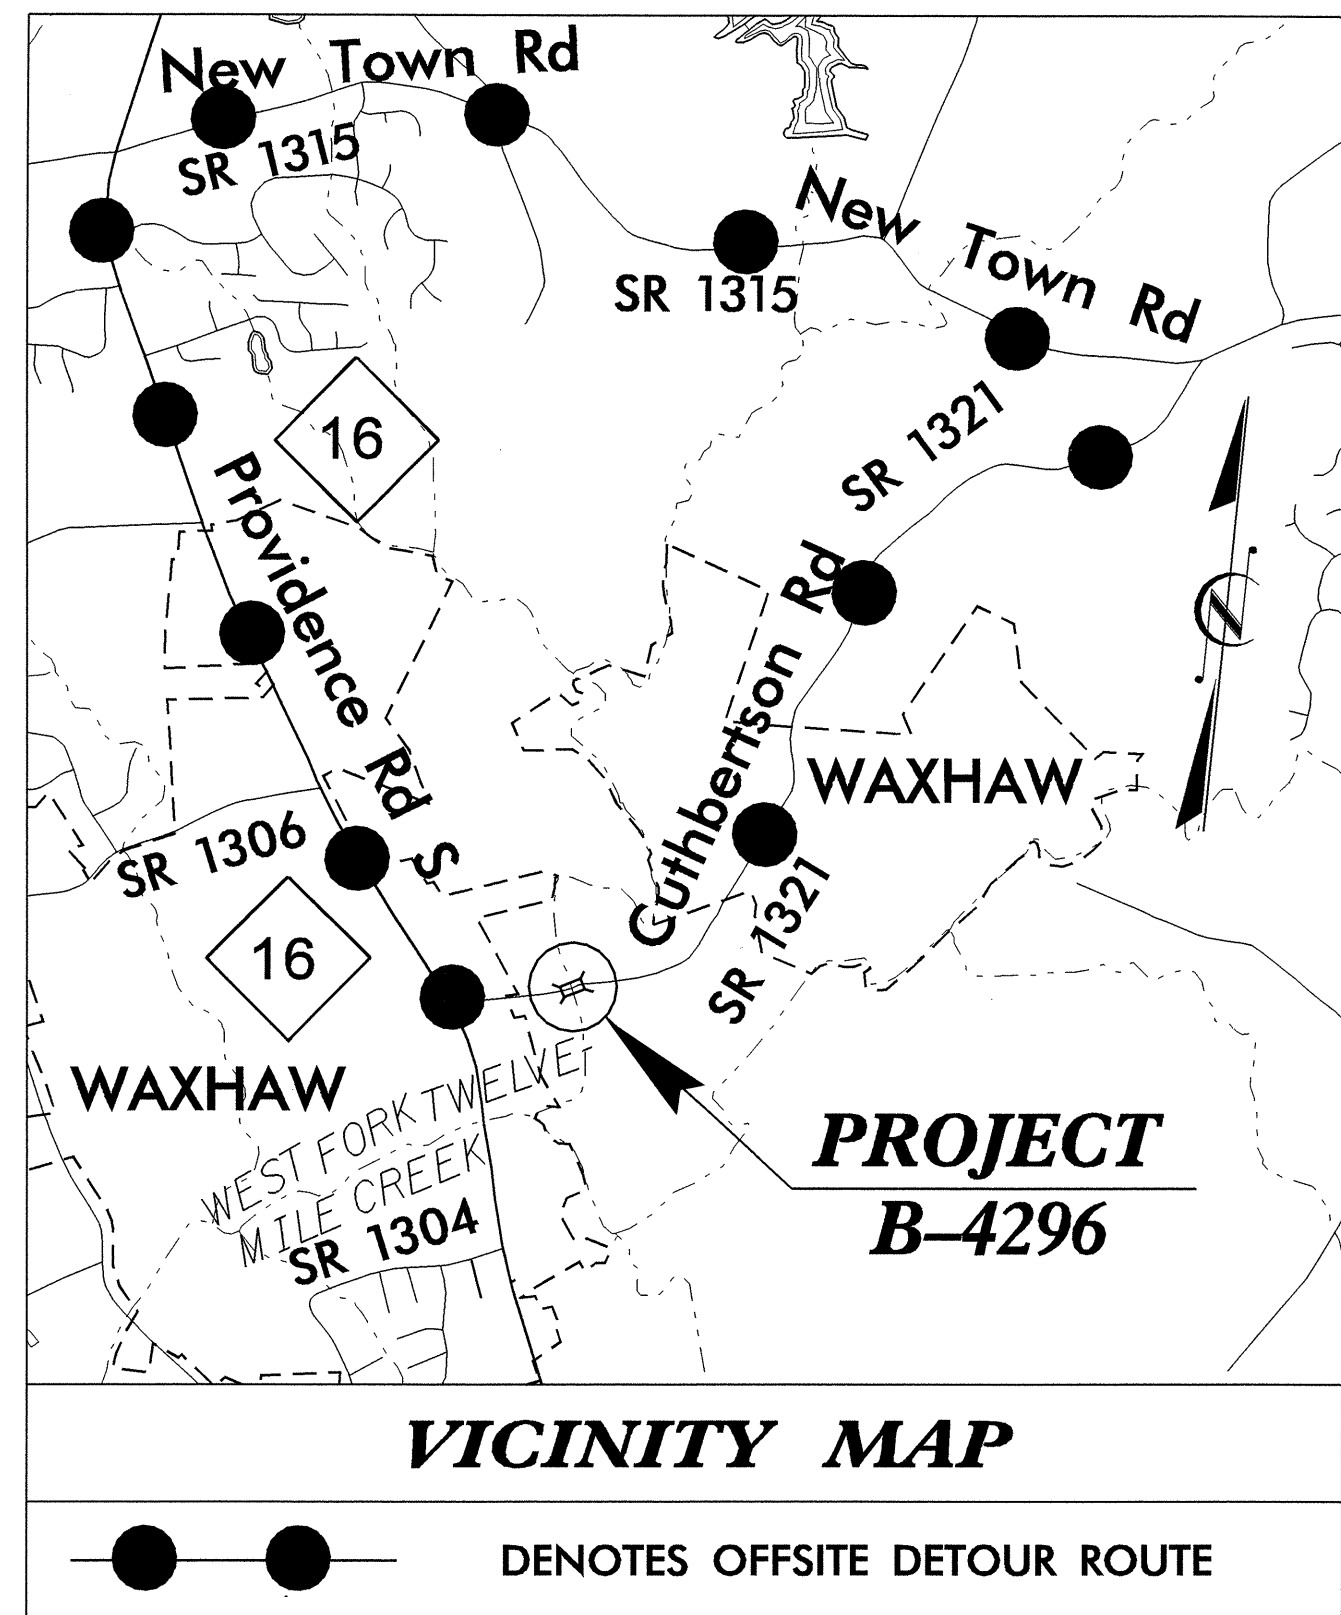 New Town Rd
SR 1315
New Town Rd
SR 1315
16
SR 1321
Providence Rd S
Cuthbertson Rd
N
WAXHAW
SR 1306
SR 1321
16
WAXHAW
WEST FORK TWELVE
MILE CREEK
SR 1304
PROJECT
B-4296
VICINITY MAP
DENOTES OFFSITE DETOUR ROUTE